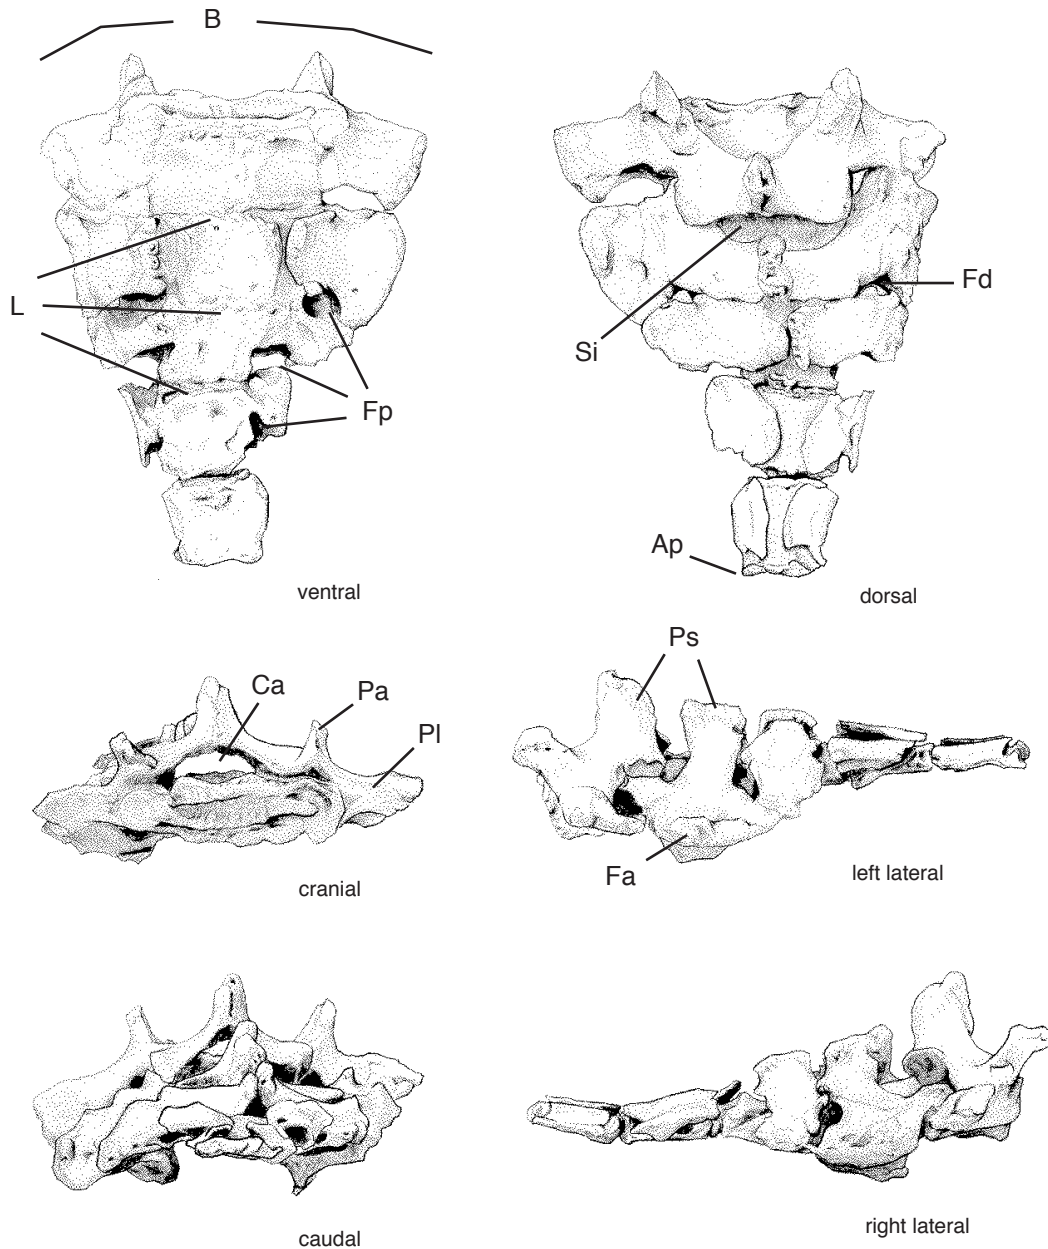 B
L
Fp
ventral
Fd
Si
Ap
dorsal
Ca
Pa
Pl
cranial
Ps
Fa
left lateral
caudal
right lateral